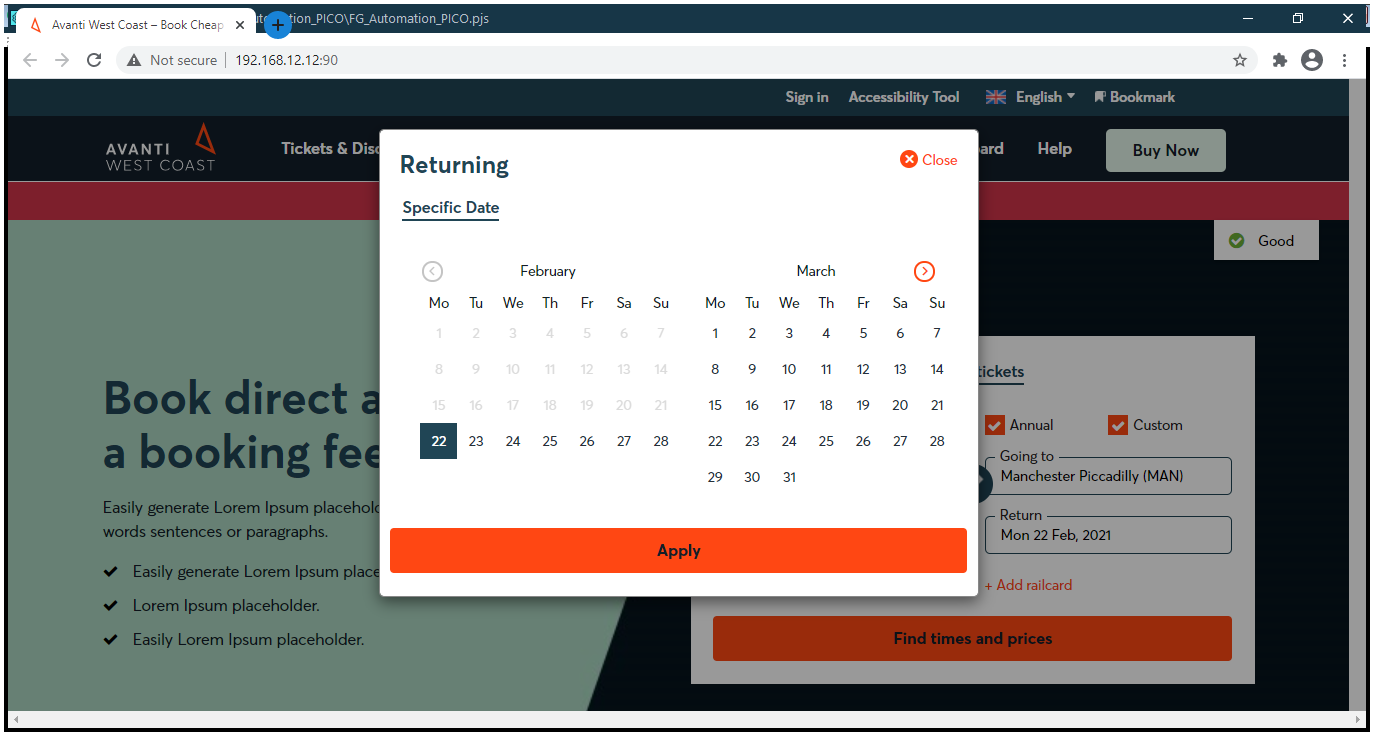 Avanti West Coast – Book Cheap
utomation_PICO\FG_Automation_PICO.pjs
Not secure
192.168.12.12:90
Sign in
Accessibility Tool
English
Bookmark
AVANTI
WEST COAST
Tickets & Disc
ard
Help
Buy Now
Returning
Close
Specific Date
Good
February
March
Mo Tu We Th Fr Sa Su
Mo Tu We Th Fr Sa Su
1 2 3 4 5 6 7
1 2 3 4 5 6 7
8 9 10 11 12 13 14
8 9 10 11 12 13 14
15 16 17 18 19 20 21
15 16 17 18 19 20 21
22 23 24 25 26 27 28
22 23 24 25 26 27 28
29 30 31
Apply
Book direct a
a booking fee
Easily generate Lorem Ipsum placehol
words sentences or paragraphs.
Easily generate Lorem Ipsum place
Lorem Ipsum placeholder.
Easily Lorem Ipsum placeholder.
tickets
Annual
Custom
Going to
Manchester Piccadilly (MAN)
Return
Mon 22 Feb, 2021
+ Add railcard
Find times and prices